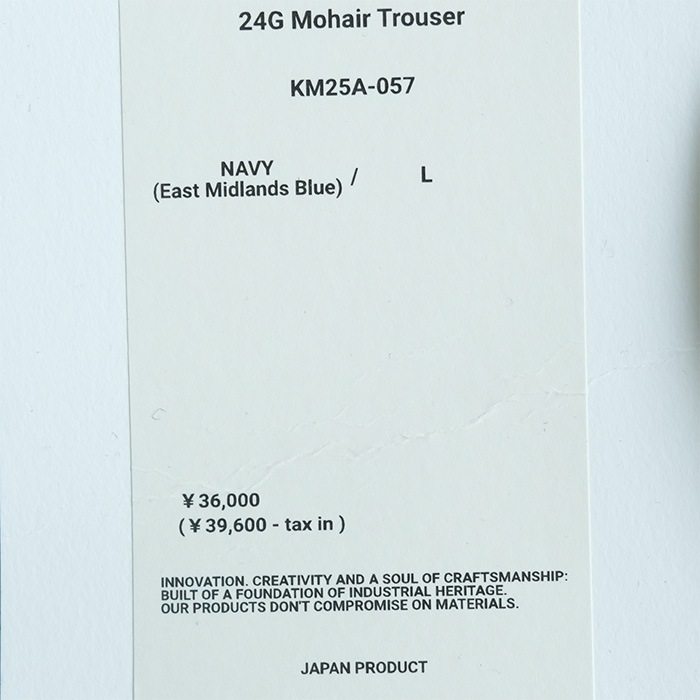 24G Mohair Trouser
KM25A-057
NAVY
(East Midlands Blue) / L
¥36,000
(¥39,600 - tax in )
INNOVATION. CREATIVITY AND A SOUL OF CRAFTSMANSHIP:
BUILT OF A FOUNDATION OF INDUSTRIAL HERITAGE.
OUR PRODUCTS DON'T COMPROMISE ON MATERIALS.
JAPAN PRODUCT